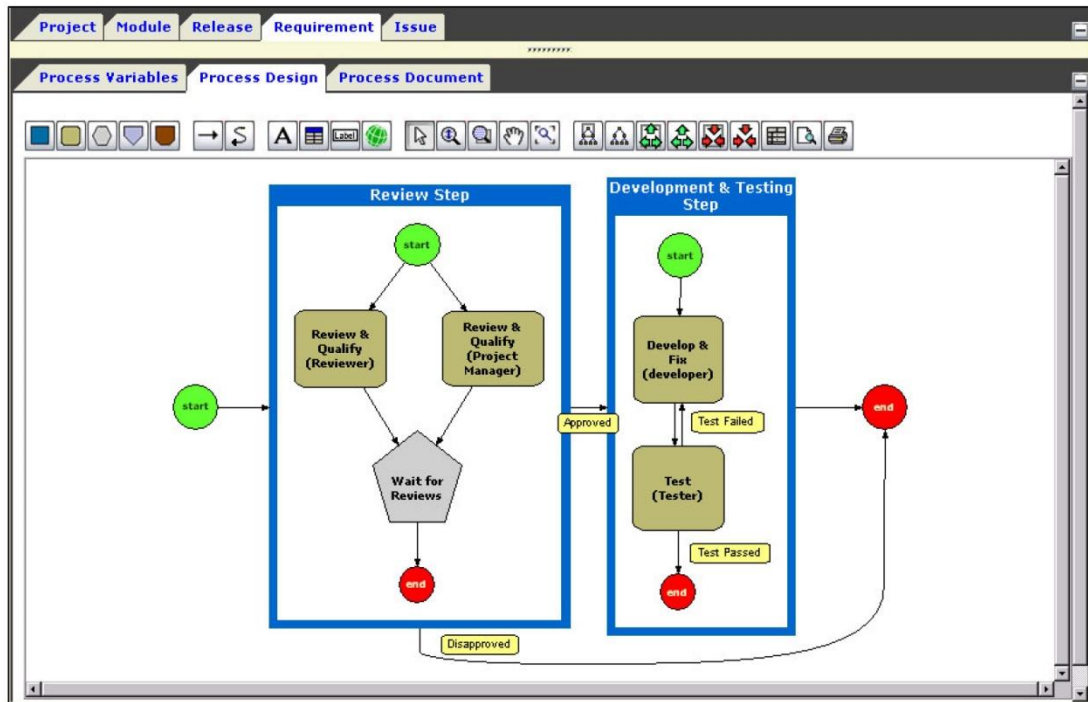 Project Module Release Requirement Issue
Process Variables Process Design Process Document
A Label
Review Step
Development & Testing
Step
start
start
Review &
Qualify
(Reviewer)
Review &
Qualify
(Project
Manager)
Develop &
Fix
(developer)
start
end
Approved
Test Failed
Wait for
Reviews
Test
(Tester)
Test Passed
end
end
Disapproved